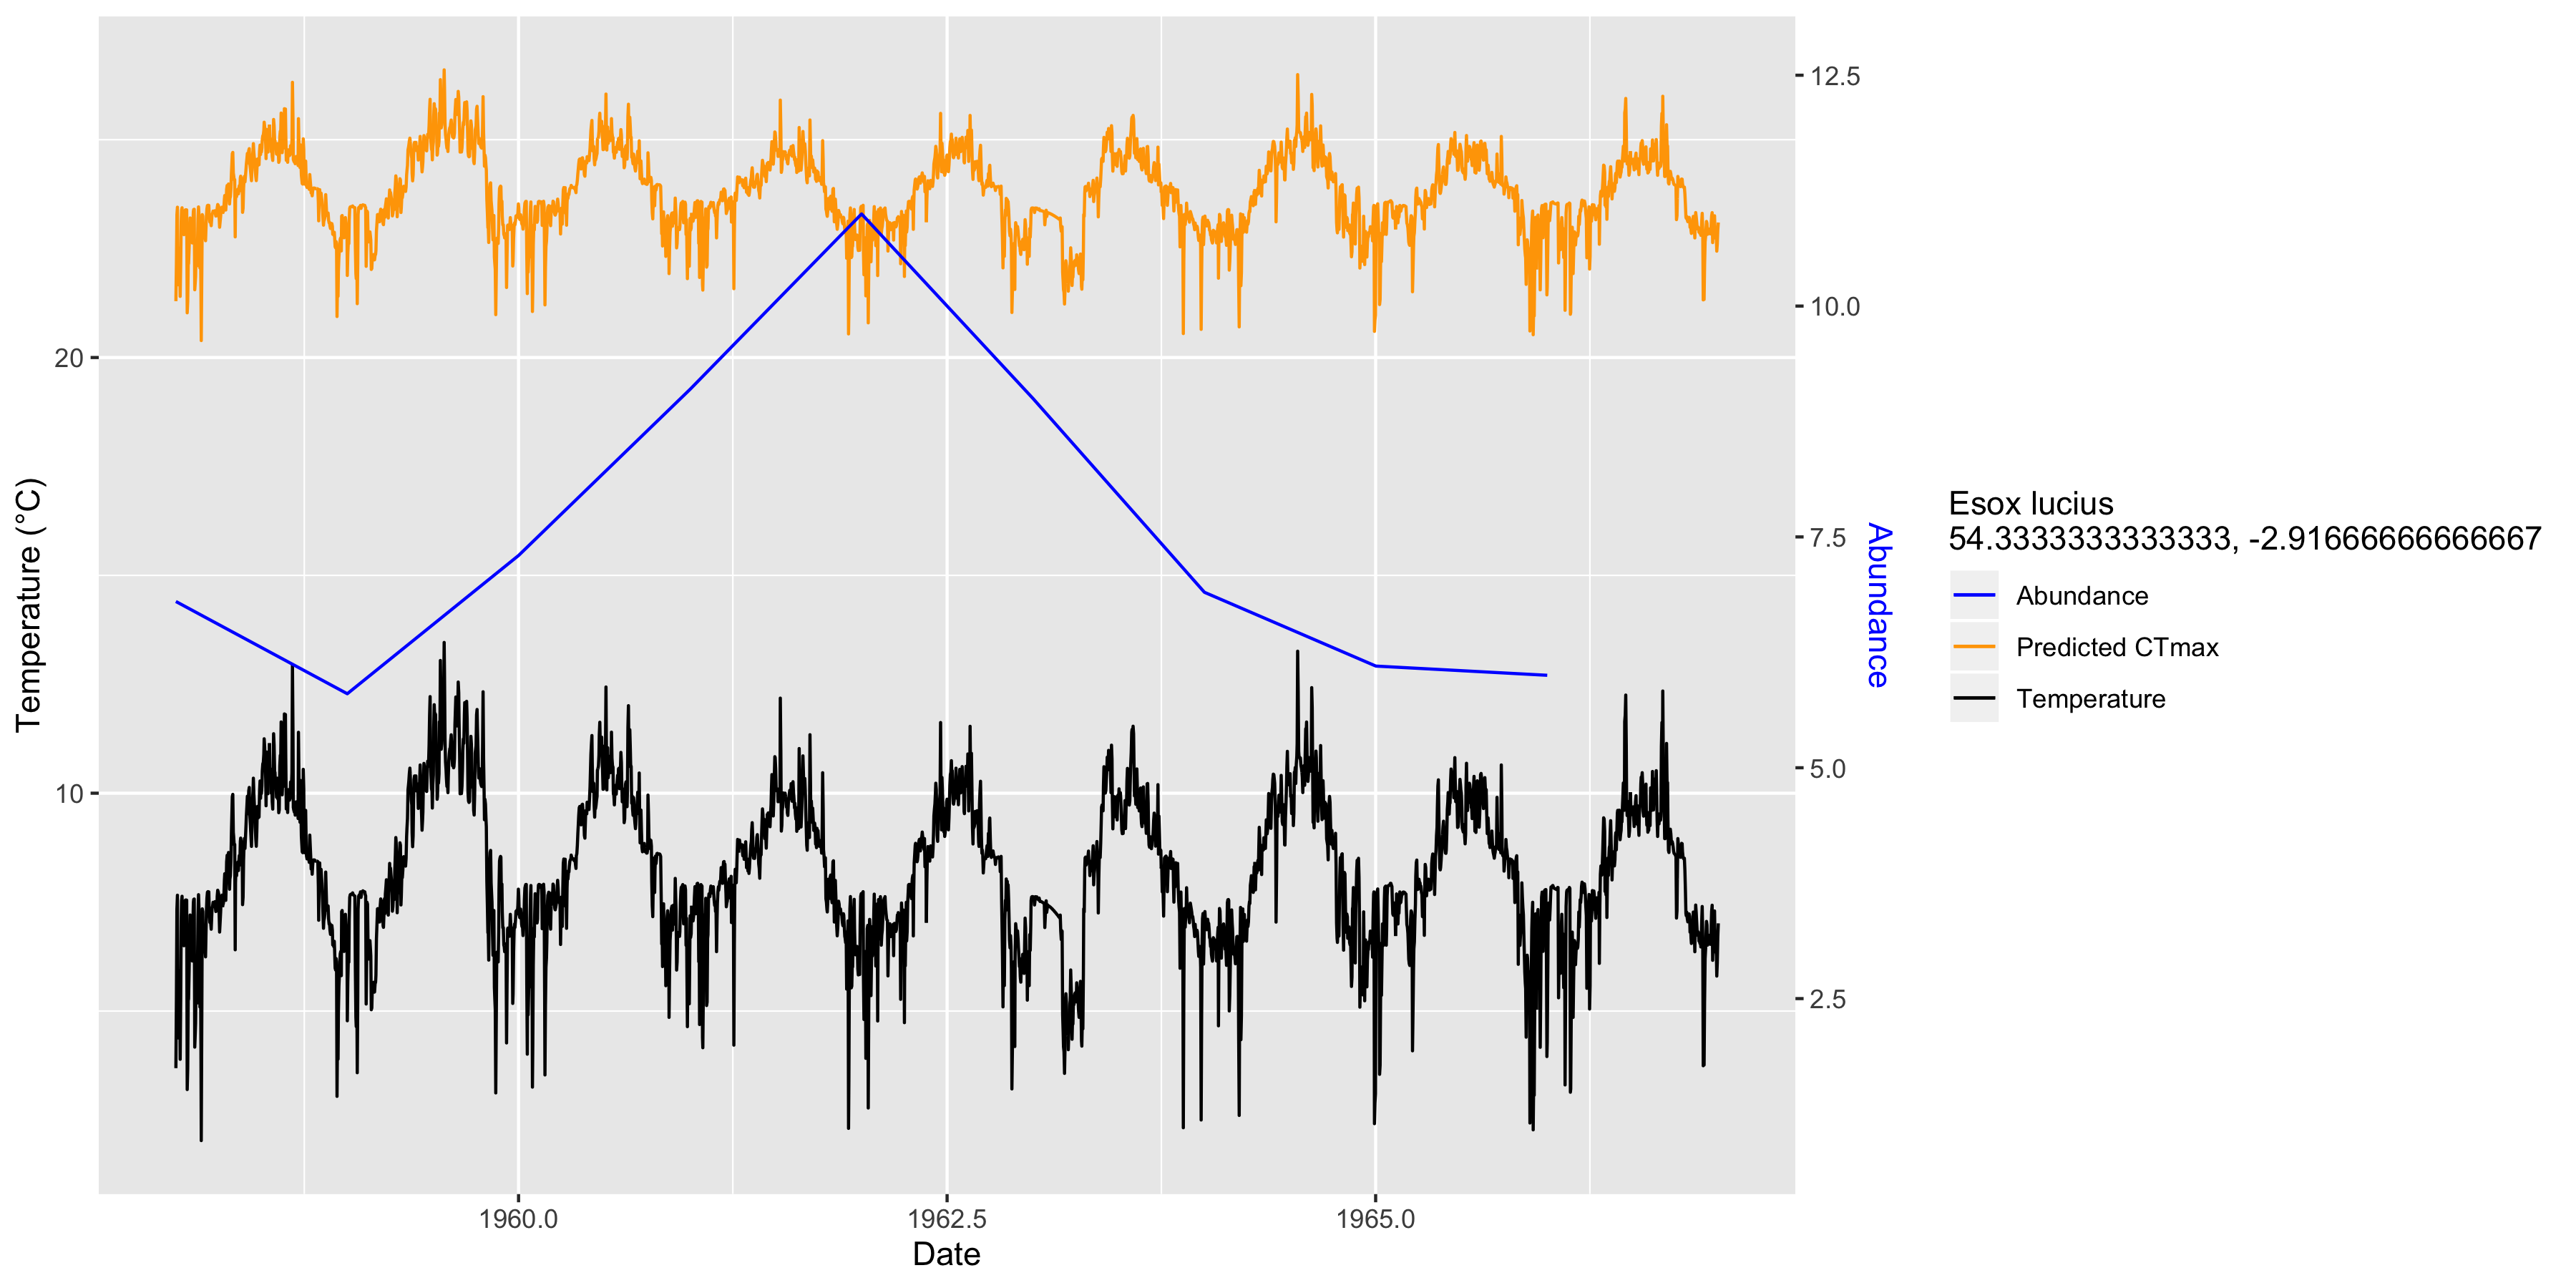 Temperature (°C)
20
10
1960.0
1962.5
1965.0
Date
12.5
10.0
7.5
5.0
2.5
Abundance
Esox lucius
54.3333333333333, -2.91666666666667
Abundance
Predicted CTmax
Temperature